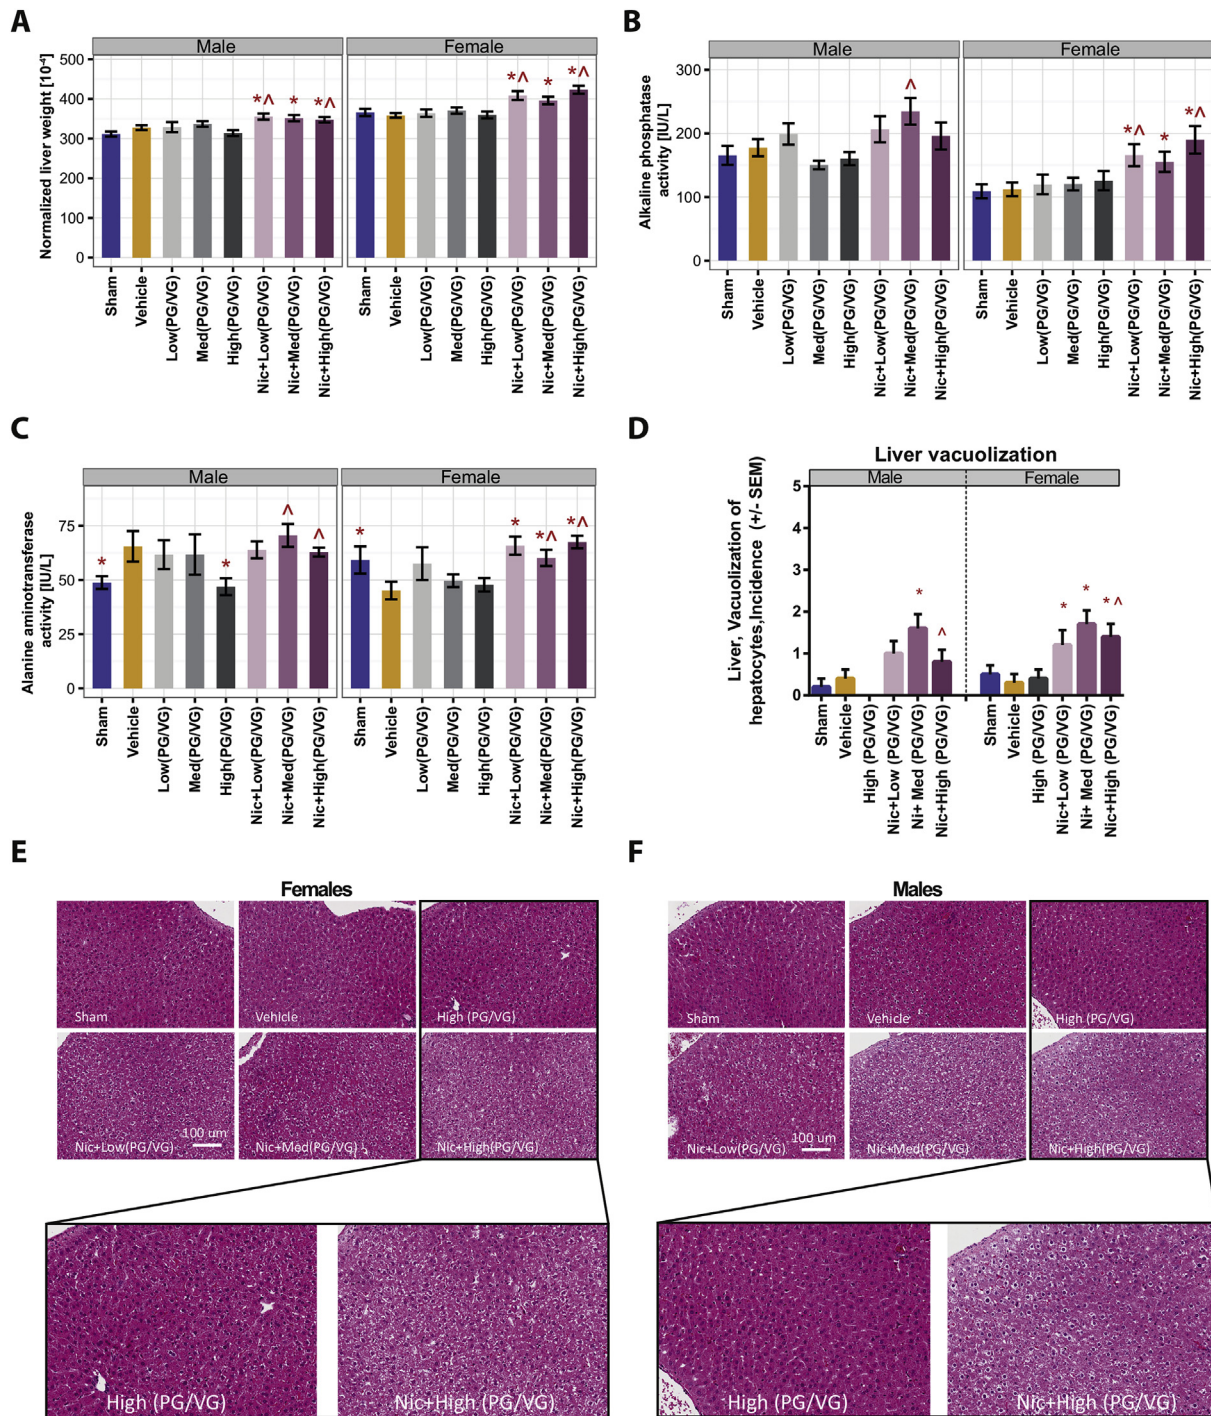 A
Male
Female
Normalized liver weight [10⁻⁴]
500
400
300
200
100
0
Sham
Vehicle
Low(PG/VG)
Med(PG/VG)
High(PG/VG)
Nic+Low(PG/VG)
Nic+Med(PG/VG)
Nic+High(PG/VG)
Sham
Vehicle
Low(PG/VG)
Med(PG/VG)
High(PG/VG)
Nic+Low(PG/VG)
Nic+Med(PG/VG)
Nic+High(PG/VG)
*^
*
*^
*^
*
*^
B
Male
Female
Alkaline phosphatase
activity [IU/L]
300
200
100
0
^
*^
*
*^
Sham
Vehicle
Low(PG/VG)
Med(PG/VG)
High(PG/VG)
Nic+Low(PG/VG)
Nic+Med(PG/VG)
Nic+High(PG/VG)
Sham
Vehicle
Low(PG/VG)
Med(PG/VG)
High(PG/VG)
Nic+Low(PG/VG)
Nic+Med(PG/VG)
Nic+High(PG/VG)
C
Male
Female
Alanine aminotransferase
activity [IU/L]
75
50
25
0
*
*
^
^
*
*
*^
*^
Sham
Vehicle
Low(PG/VG)
Med(PG/VG)
High(PG/VG)
Nic+Low(PG/VG)
Nic+Med(PG/VG)
Nic+High(PG/VG)
Sham
Vehicle
Low(PG/VG)
Med(PG/VG)
High(PG/VG)
Nic+Low(PG/VG)
Nic+Med(PG/VG)
Nic+High(PG/VG)
D
Liver vacuolization
Male
Female
Liver, Vacuolization of
hepatocytes,Incidence (+/- SEM)
5
4
3
2
1
0
*
^
*
*
* ^
Sham
Vehicle
High (PG/VG)
Nic+Low (PG/VG)
Ni+ Med (PG/VG)
Nic+High (PG/VG)
Sham
Vehicle
High (PG/VG)
Nic+Low (PG/VG)
Ni+ Med (PG/VG)
Nic+High (PG/VG)
E
Females
Sham
Vehicle
High (PG/VG)
Nic+Low(PG/VG)
100 um
Nic+Med(PG/VG)
Nic+High(PG/VG)
High (PG/VG)
Nic+High (PG/VG)
F
Males
Sham
Vehicle
High (PG/VG)
Nic+Low(PG/VG)
100 um
Nic+Med(PG/VG)
Nic+High(PG/VG)
High (PG/VG)
Nic+High (PG/VG)